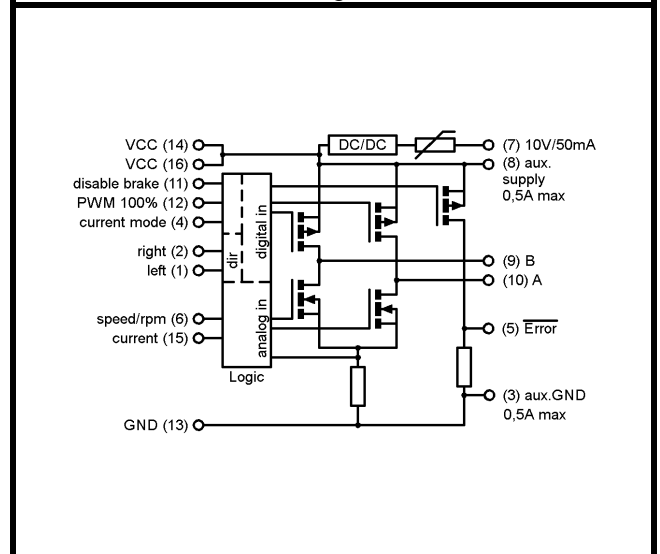 VCC (14)
VCC (16)
disable brake (11)
PWM 100% (12)
current mode (4)
right (2)
left (1)
speed/rpm (6)
current (15)
GND (13)
digital in
dir
analog in
Logic
DC/DC
(7) 10V/50mA
(8) aux.
supply
0,5A max
(9) B
(10) A
(5) Error
(3) aux.GND
0,5A max